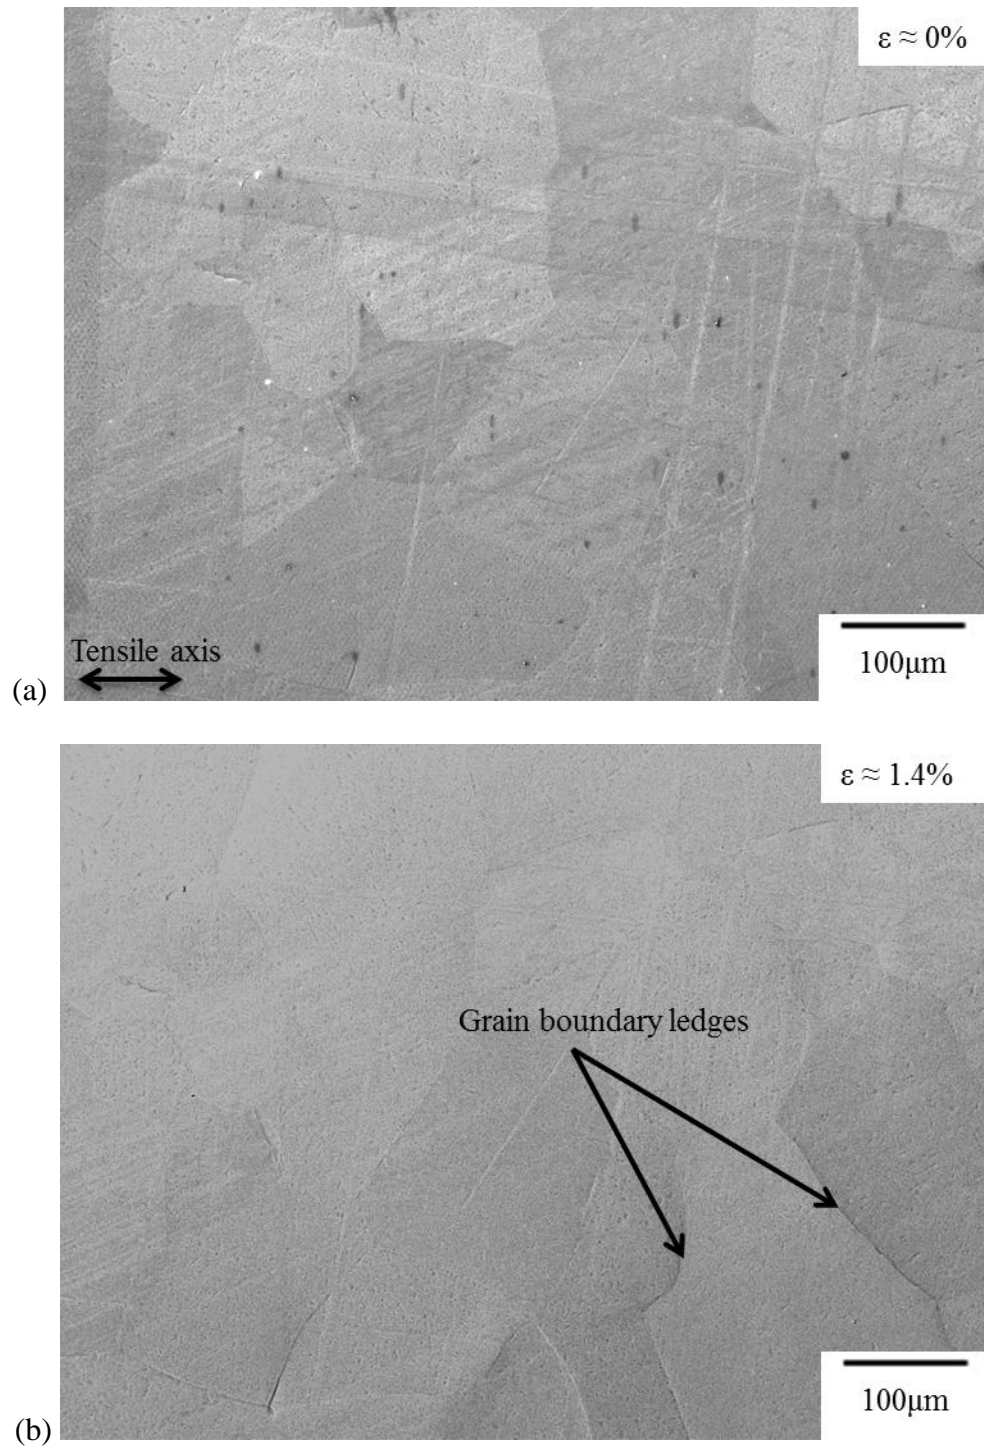 ε ≈ 0%
Tensile axis
100μm
(a)
ε ≈ 1.4%
Grain boundary ledges
100μm
(b)